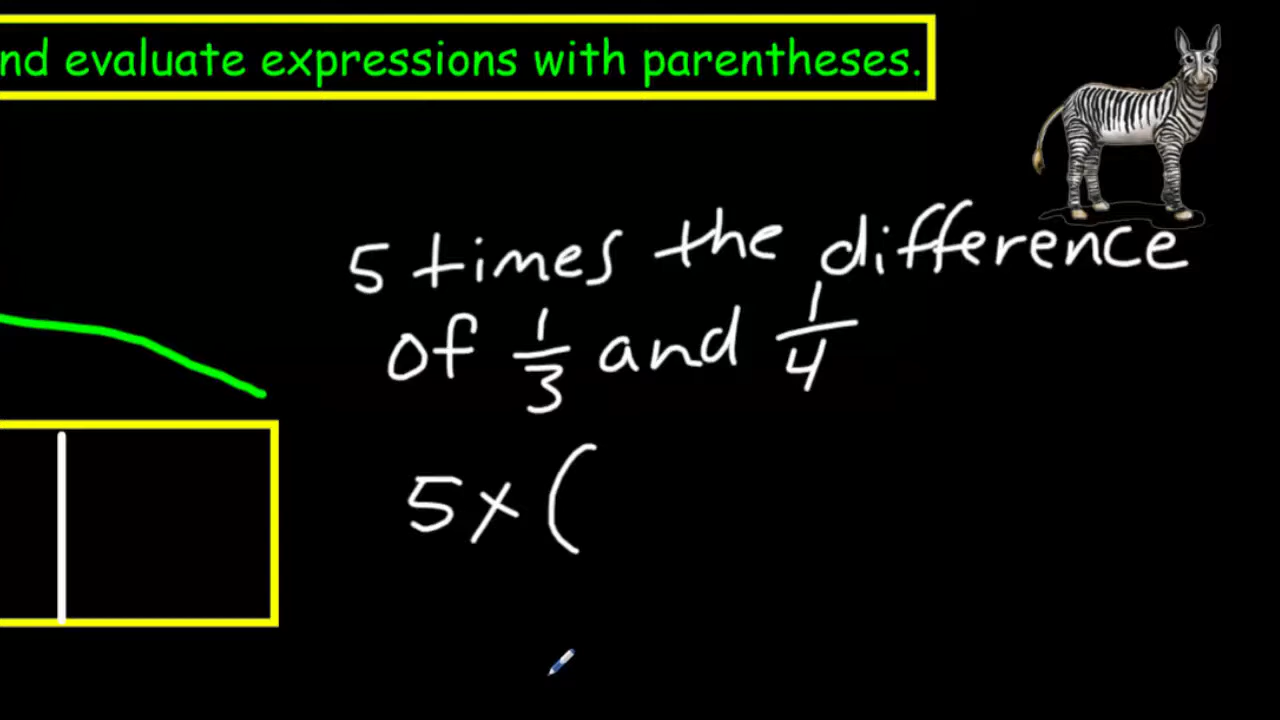 nd evaluate expressions with parentheses.
5 times the difference
of 1/3 and 1/4
5 × (